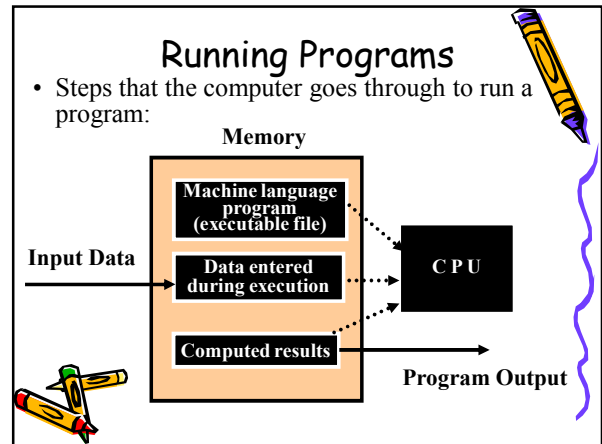 Running Programs
• Steps that the computer goes through to run a
program:
Memory
Machine language
program
(executable file)
Input Data
Data entered
during execution
CPU
Computed results
Program Output